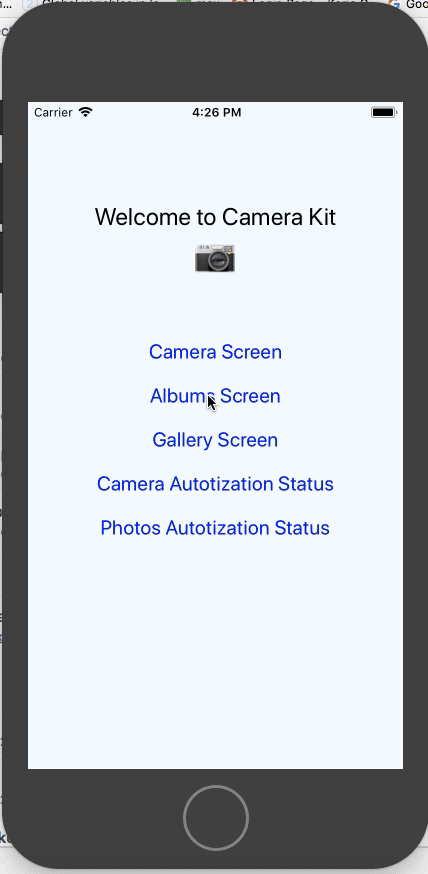 Carrier 4:26 PM
Welcome to Camera Kit
Camera Screen
Albums Screen
Gallery Screen
Camera Autotization Status
Photos Autotization Status